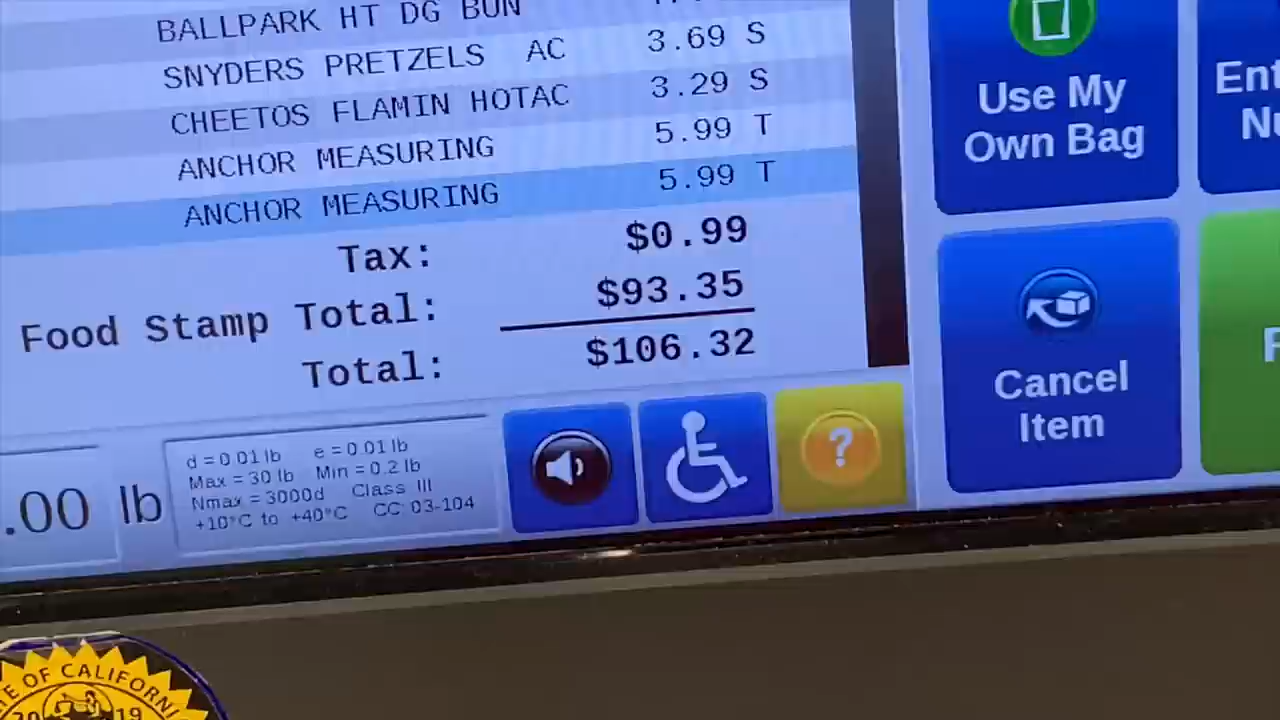 BALLPARK HT DG BUN
SNYDERS PRETZELS AC 3.69 S
CHEETOS FLAMIN HOTAC 3.29 S
ANCHOR MEASURING 5.99 T
ANCHOR MEASURING 5.99 T
Tax: $0.99
Food Stamp Total: $93.35
Total: $106.32
.00 lb
d = 0.01 lb e = 0.01 lb
Max = 30 lb Min = 0.2 lb
Nmax = 3000d Class III
+10°C to +40°C CC: 03-104
?
Use My
Own Bag
Cancel
Item
OF CALIFORNI
2019